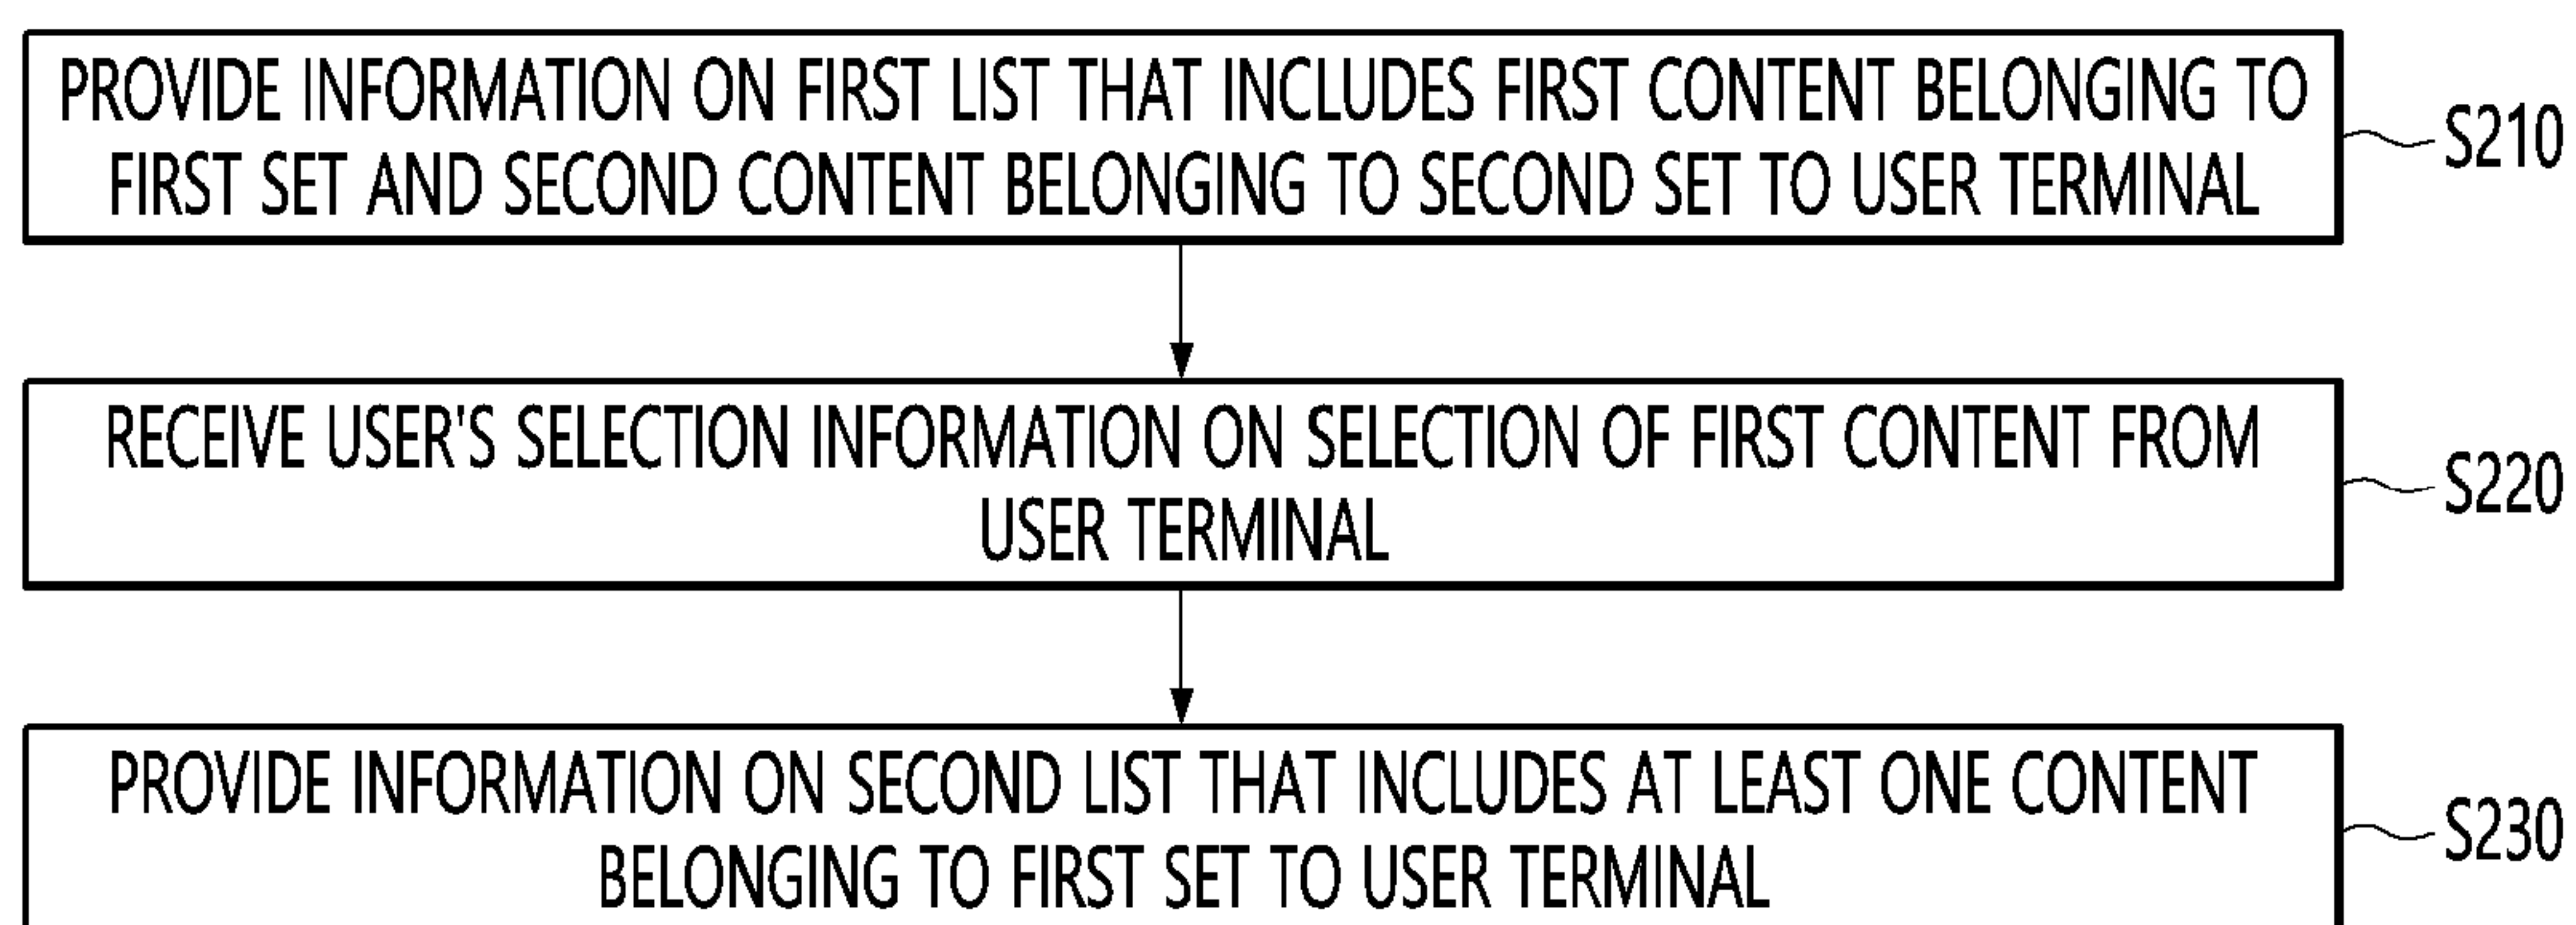 PROVIDE INFORMATION ON FIRST LIST THAT INCLUDES FIRST CONTENT BELONGING TO
FIRST SET AND SECOND CONTENT BELONGING TO SECOND SET TO USER TERMINAL
S210
RECEIVE USER'S SELECTION INFORMATION ON SELECTION OF FIRST CONTENT FROM
USER TERMINAL
S220
PROVIDE INFORMATION ON SECOND LIST THAT INCLUDES AT LEAST ONE CONTENT
BELONGING TO FIRST SET TO USER TERMINAL
S230